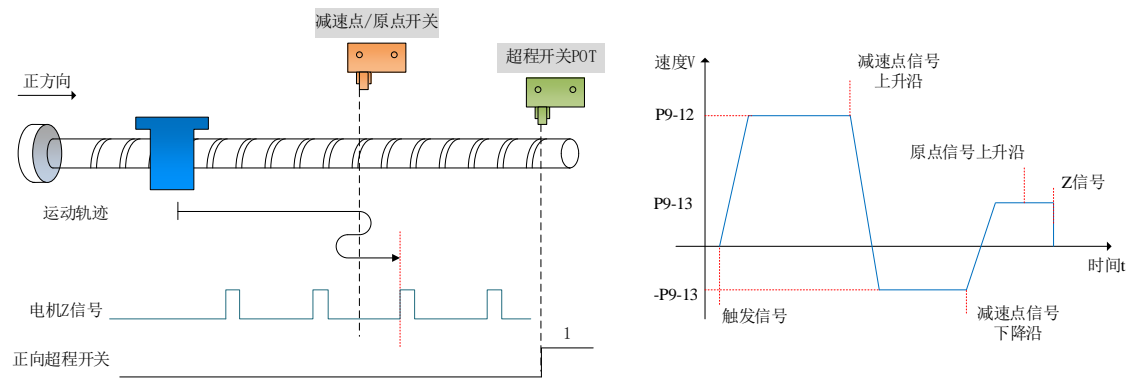 减速点/原点开关
超程开关POT
正方向
运动轨迹
电机Z信号
正向超程开关
1
速度V
减速点信号
上升沿
P9-12
原点信号上升沿
Z信号
P9-13
时间t
-P9-13
触发信号
减速点信号
下降沿